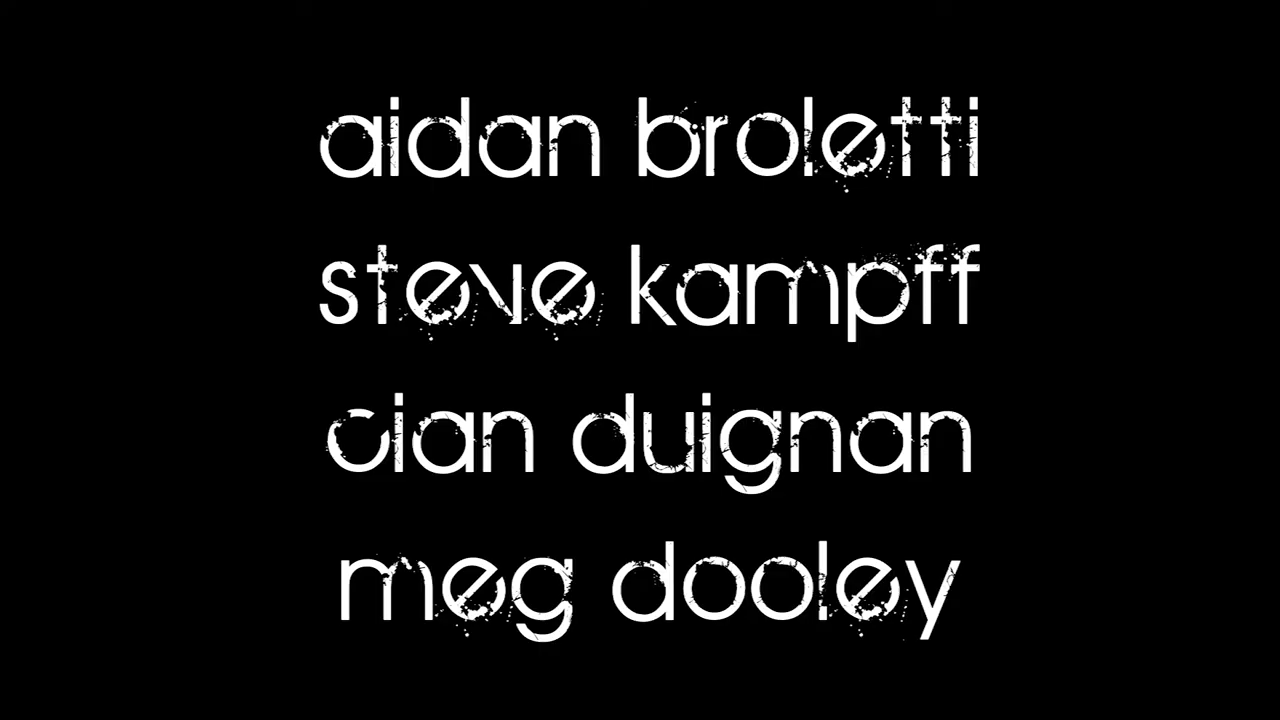 aidan broletti
steve kampff
cian duignan
meg dooley